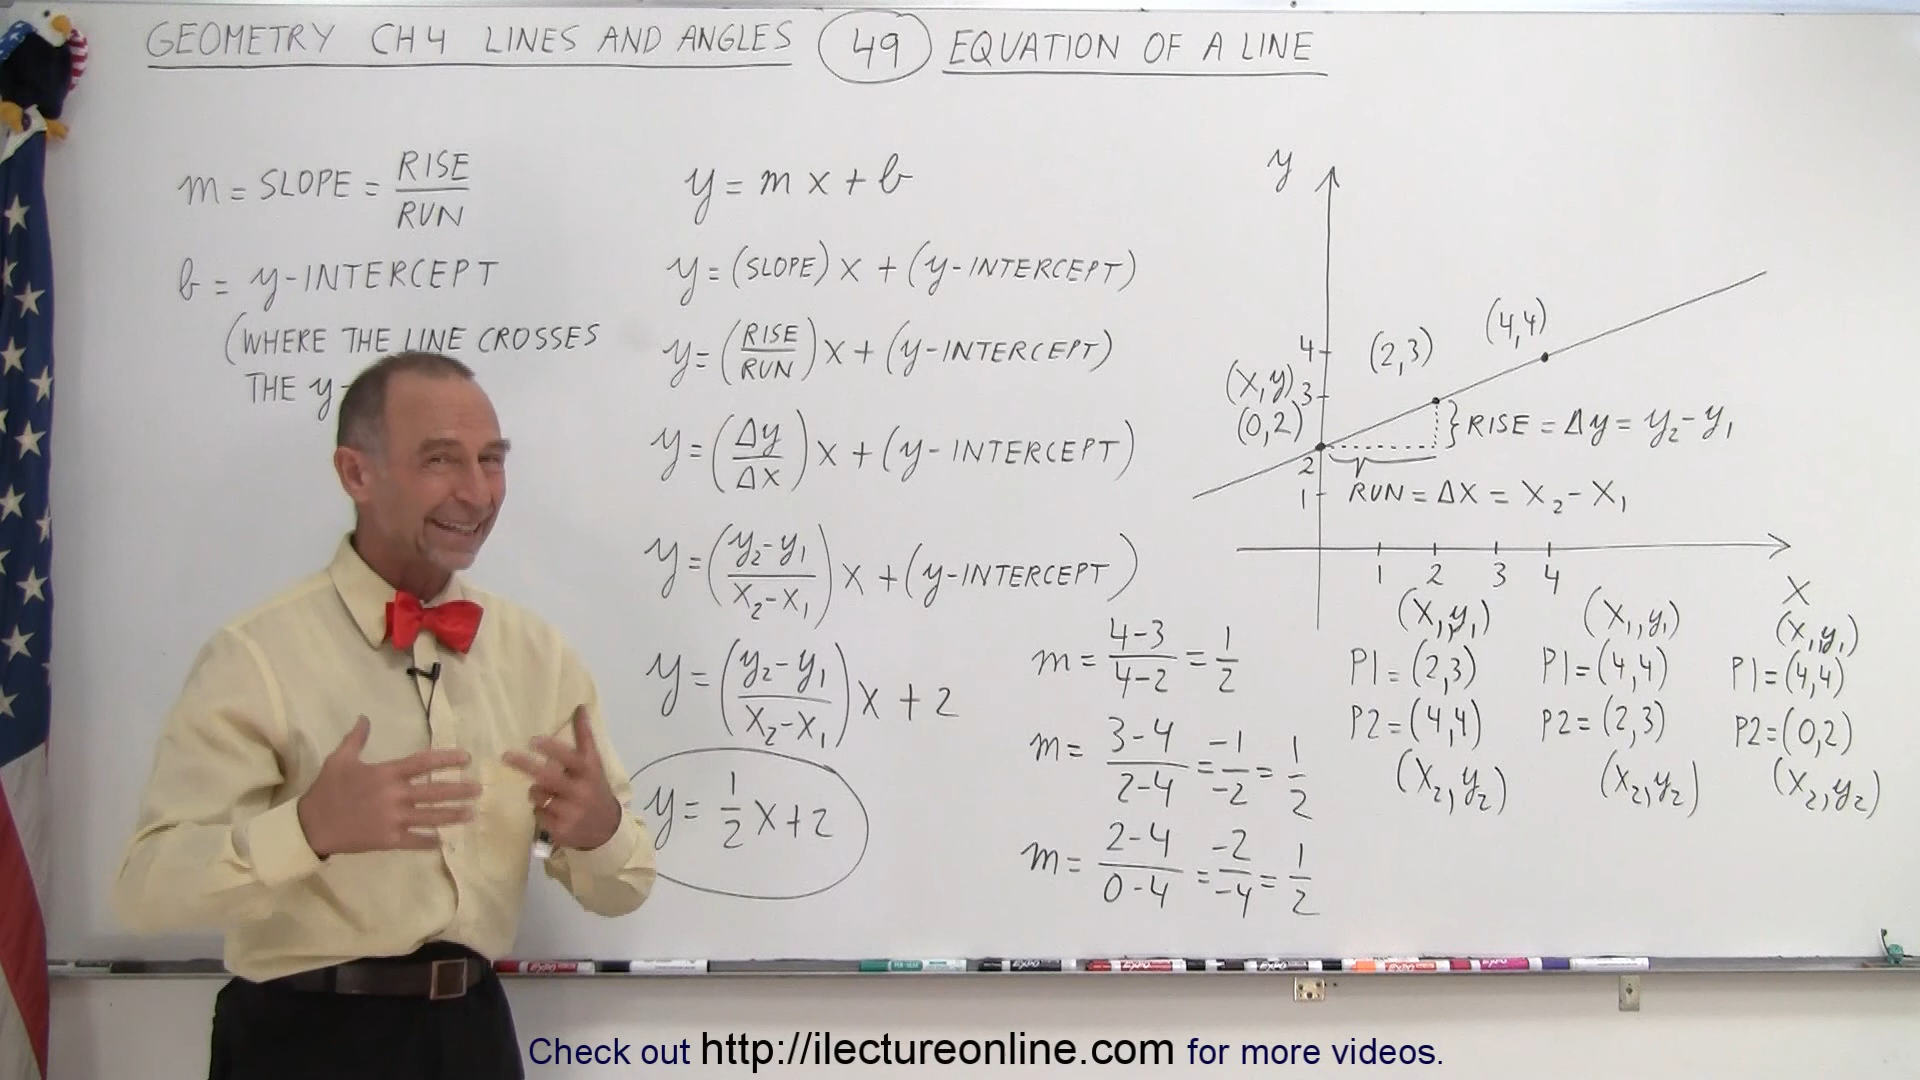 GEOMETRY CH 4 LINES AND ANGLES 49 EQUATION OF A LINE
m = SLOPE = RISE/RUN
b = y-INTERCEPT
(WHERE THE LINE CROSSES
THE y-
y = mx + b
y = (SLOPE) x + (y-INTERCEPT)
y = (RISE/RUN) x + (y-INTERCEPT)
y = (Δy/Δx) x + (y-INTERCEPT)
y = (y₂-y₁/x₂-x₁) x + (y-INTERCEPT)
y = (y₂-y₁/x₂-x₁) x + 2
y = 1/2 x + 2
m = 4-3/4-2 = 1/2
m = 3-4/2-4 = -1/-2 = 1/2
m = 2-4/0-4 = -2/-4 = 1/2
y
(4,4)
4 (2,3)
(x,y) 3
(0,2)
} RISE = Δy = y₂-y₁
2
1 RUN = Δx = x₂-x₁
1 2 3 4
x
(x₁,y₁) (x₁,y₁) (x₁,y₁)
P1 = (2,3) P1 = (4,4) P1 = (4,4)
P2 = (4,4) P2 = (2,3) P2 = (0,2)
(x₂,y₂) (x₂,y₂) (x₂,y₂)
Check out http://ilectureonline.com for more videos.